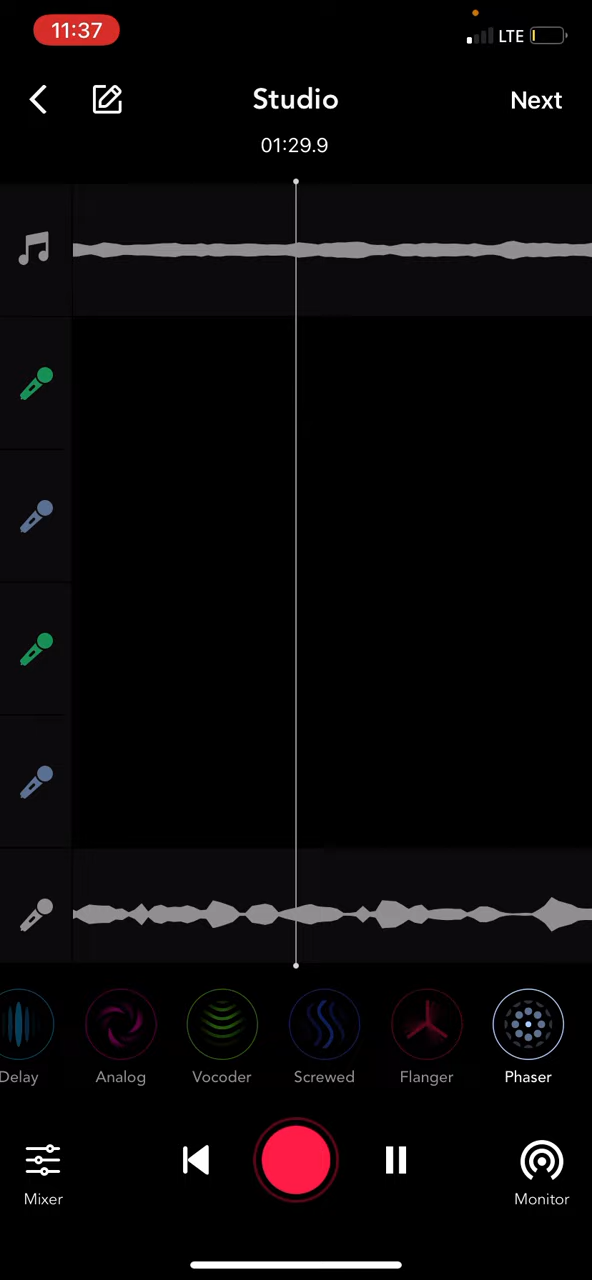 11:37
LTE
Studio
Next
01:29.9
Delay
Analog
Vocoder
Screwed
Flanger
Phaser
Mixer
Monitor